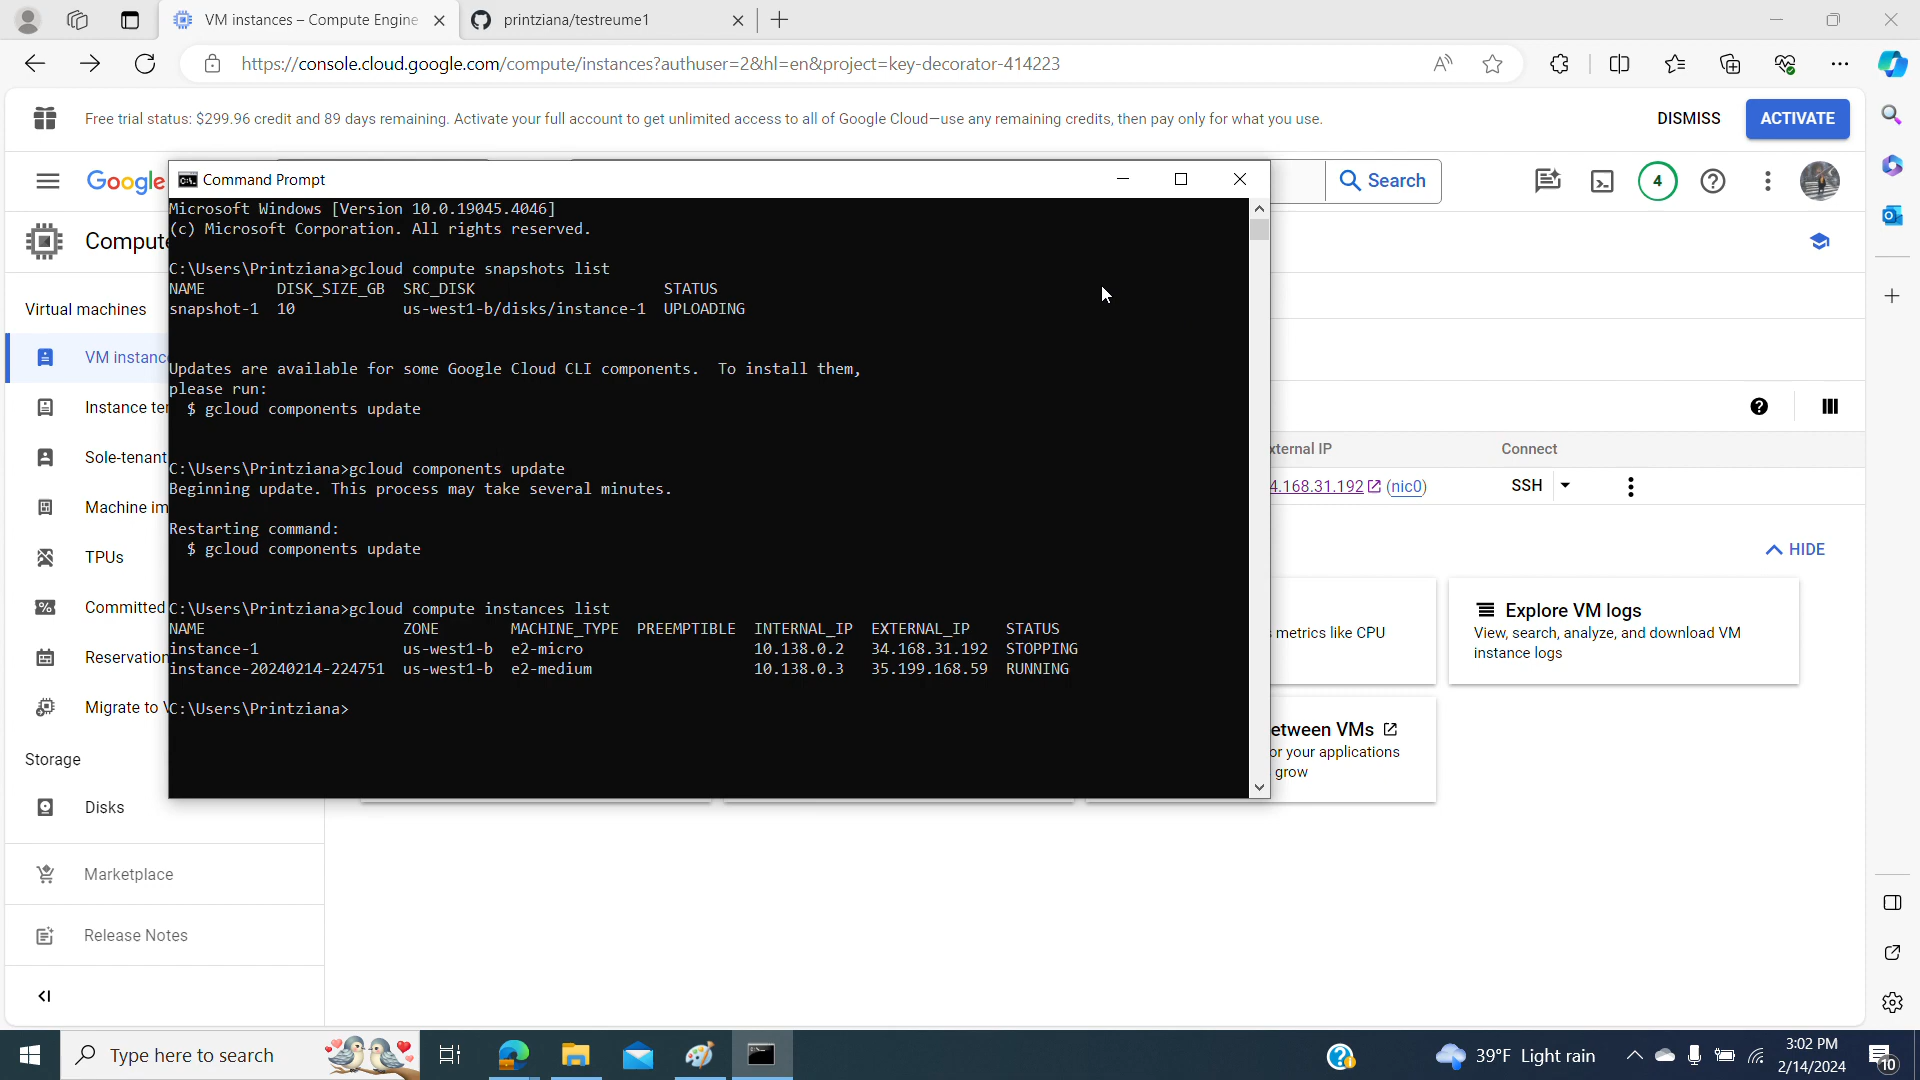 VM instances – Compute Engine
printziana/testreume1
https://console.cloud.google.com/compute/instances?authuser=2&hl=en&project=key-decorator-414223
Free trial status: $299.96 credit and 89 days remaining. Activate your full account to get unlimited access to all of Google Cloud—use any remaining credits, then pay only for what you use.
DISMISS
ACTIVATE
Google
Search
4
Compute
Virtual machines
VM instanc
Instance te
Sole-tenant
Machine im
TPUs
Committed
Reservation
Migrate to V
Storage
Disks
Marketplace
Release Notes
Command Prompt
Microsoft Windows [Version 10.0.19045.4046]
(c) Microsoft Corporation. All rights reserved.
C:\Users\Printziana>gcloud compute snapshots list
NAME DISK_SIZE_GB SRC_DISK STATUS
snapshot-1 10 us-west1-b/disks/instance-1 UPLOADING
Updates are available for some Google Cloud CLI components. To install them,
please run:
$ gcloud components update
C:\Users\Printziana>gcloud components update
Beginning update. This process may take several minutes.
Restarting command:
$ gcloud components update
C:\Users\Printziana>gcloud compute instances list
NAME ZONE MACHINE_TYPE PREEMPTIBLE INTERNAL_IP EXTERNAL_IP STATUS
instance-1 us-west1-b e2-micro 10.138.0.2 34.168.31.192 STOPPING
instance-20240214-224751 us-west1-b e2-medium 10.138.0.3 35.199.168.59 RUNNING
C:\Users\Printziana>
xternal IP
Connect
4.168.31.192 (nic0)
SSH
HIDE
metrics like CPU
Explore VM logs
View, search, analyze, and download VM
instance logs
etween VMs
or your applications
grow
Type here to search
39°F Light rain
3:02 PM
2/14/2024
10